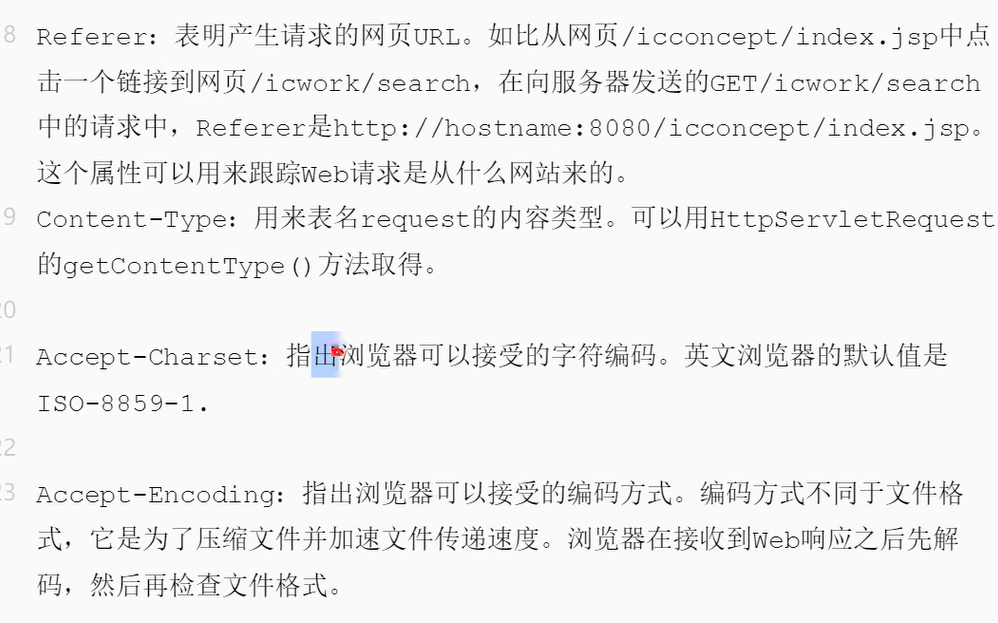 8 Referer：表明产生请求的网页URL。如比从网页/icconcept/index.jsp中点
击一个链接到网页/icwork/search，在向服务器发送的GET/icwork/search
中的请求中，Referer是http://hostname:8080/icconcept/index.jsp。
这个属性可以用来跟踪Web请求是从什么网站来的。
9 Content-Type：用来表名request的内容类型。可以用HttpServletRequest
的getContentType()方法取得。
20
21 Accept-Charset：指出浏览器可以接受的字符编码。英文浏览器的默认值是
ISO-8859-1.
22
23 Accept-Encoding：指出浏览器可以接受的编码方式。编码方式不同于文件格
式，它是为了压缩文件并加速文件传递速度。浏览器在接收到Web响应之后先解
码，然后再检查文件格式。